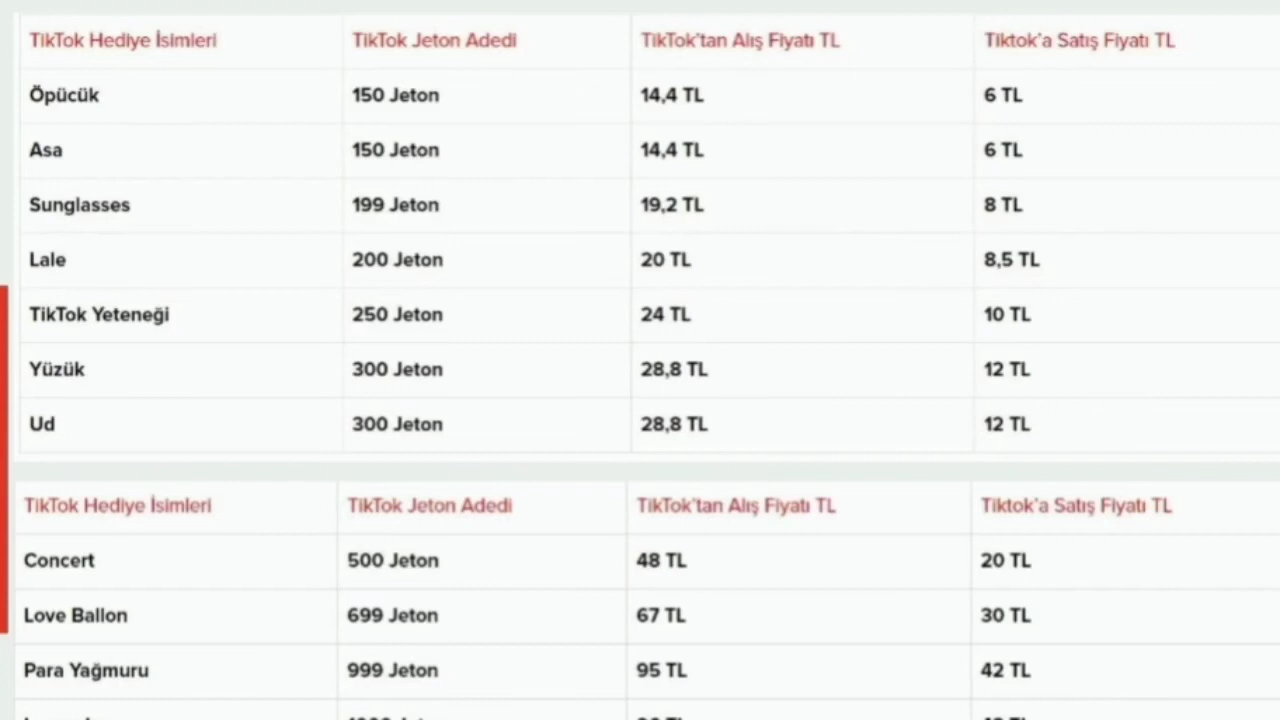 TikTok Hediye İsimleri TikTok Jeton Adedi TikTok'tan Alış Fiyatı TL Tiktok'a Satış Fiyatı TL
Öpücük 150 Jeton 14,4 TL 6 TL
Asa 150 Jeton 14,4 TL 6 TL
Sunglasses 199 Jeton 19,2 TL 8 TL
Lale 200 Jeton 20 TL 8,5 TL
TikTok Yeteneği 250 Jeton 24 TL 10 TL
Yüzük 300 Jeton 28,8 TL 12 TL
Ud 300 Jeton 28,8 TL 12 TL
TikTok Hediye İsimleri TikTok Jeton Adedi TikTok'tan Alış Fiyatı TL Tiktok'a Satış Fiyatı TL
Concert 500 Jeton 48 TL 20 TL
Love Ballon 699 Jeton 67 TL 30 TL
Para Yağmuru 999 Jeton 95 TL 42 TL